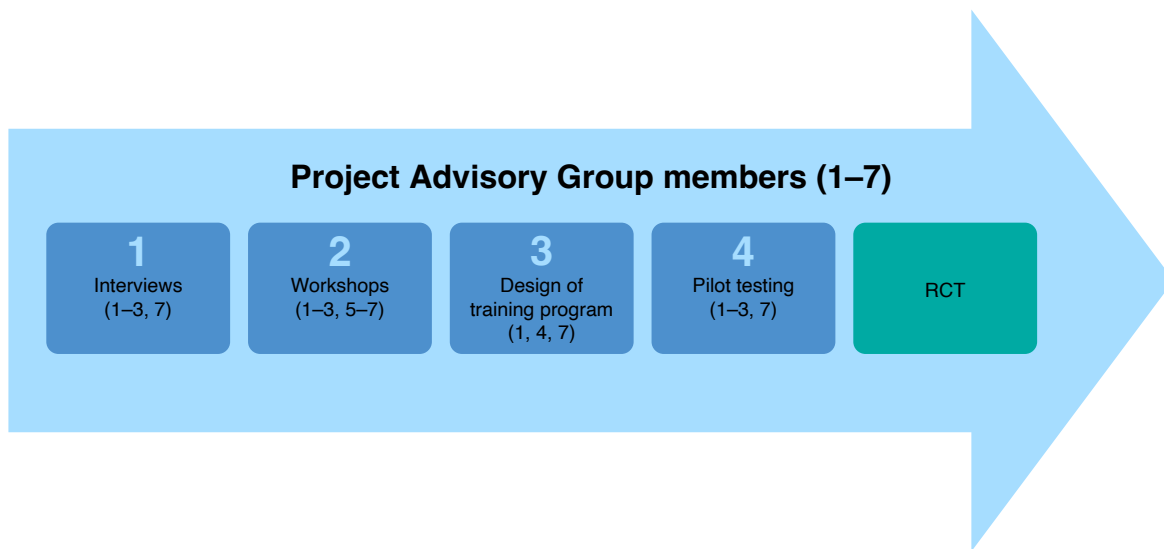 Project Advisory Group members (1–7)
1
Interviews
(1–3, 7)
2
Workshops
(1–3, 5–7)
3
Design of
training program
(1, 4, 7)
4
Pilot testing
(1–3, 7)
RCT